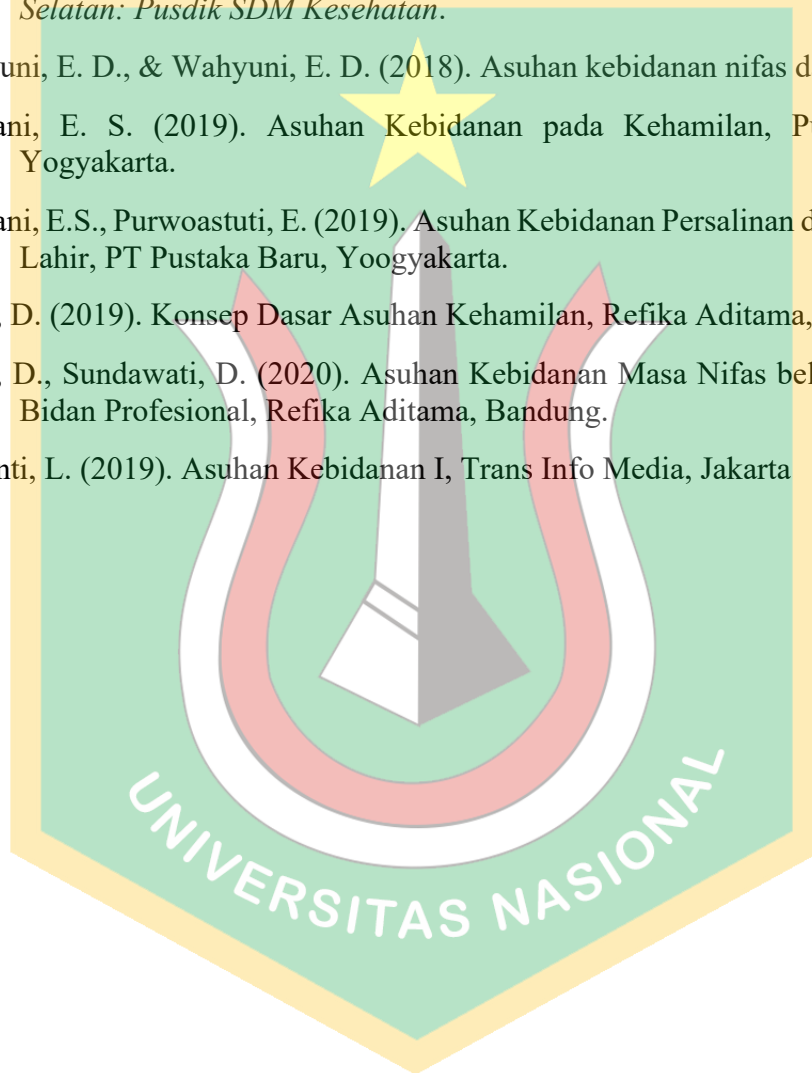 Selatan: Pusdik SDM Kesehatan.
uni, E. D., & Wahyuni, E. D. (2018). Asuhan kebidanan nifas d
ani, E. S. (2019). Asuhan Kebidanan pada Kehamilan, Pu
Yogyakarta.
ani, E.S., Purwoastuti, E. (2019). Asuhan Kebidanan Persalinan d
Lahir, PT Pustaka Baru, Yoogyakarta.
, D. (2019). Konsep Dasar Asuhan Kehamilan, Refika Aditama,
, D., Sundawati, D. (2020). Asuhan Kebidanan Masa Nifas bel
Bidan Profesional, Refika Aditama, Bandung.
nti, L. (2019). Asuhan Kebidanan I, Trans Info Media, Jakarta
UNIVERSITAS NASIONAL